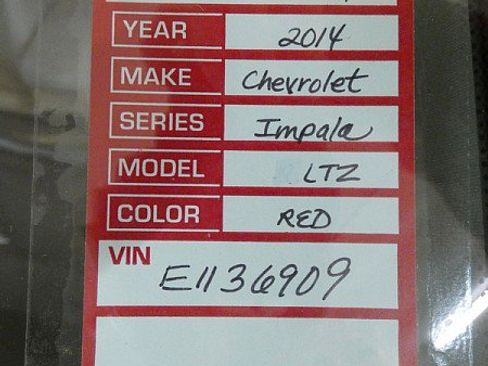 YEAR 2014
MAKE Chevrolet
SERIES Impala
MODEL LTZ
COLOR RED
VIN
E1136909